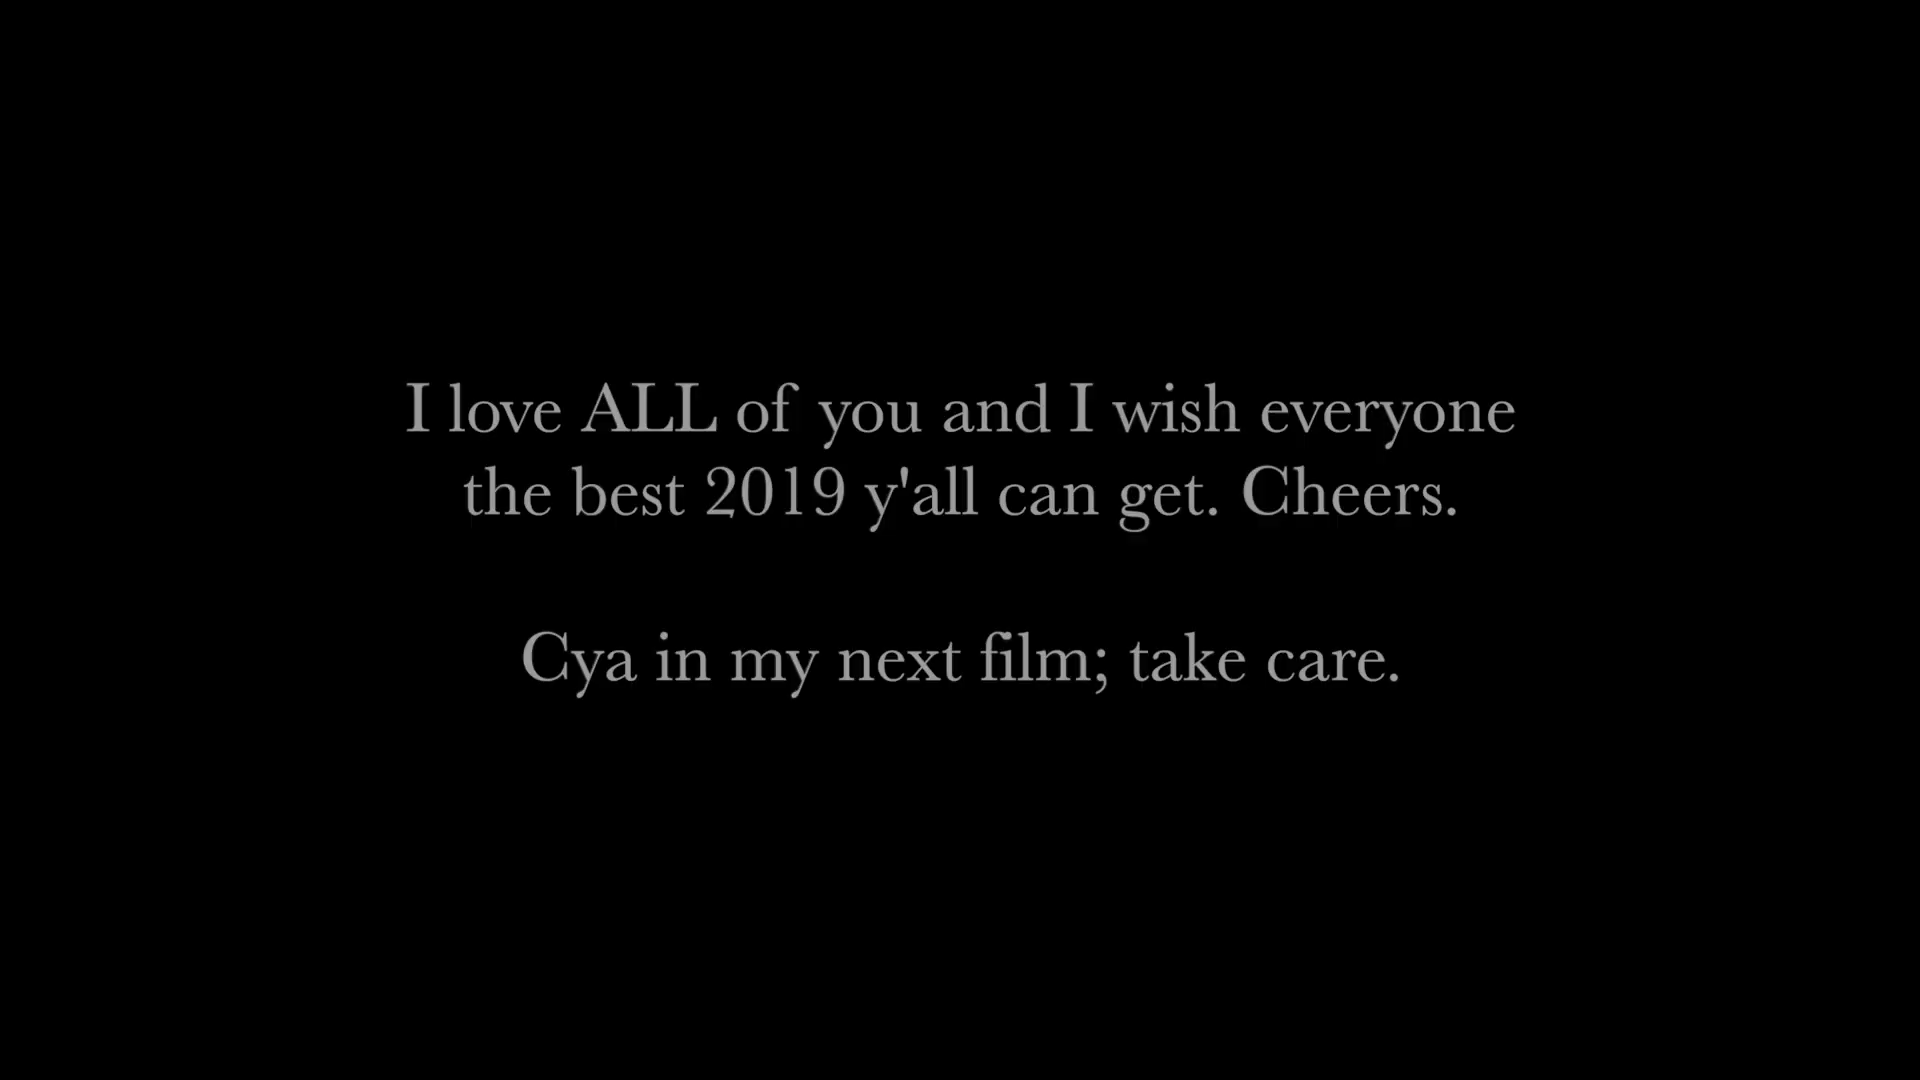 I love ALL of you and I wish everyone
the best 2019 y'all can get. Cheers.
Cya in my next film; take care.